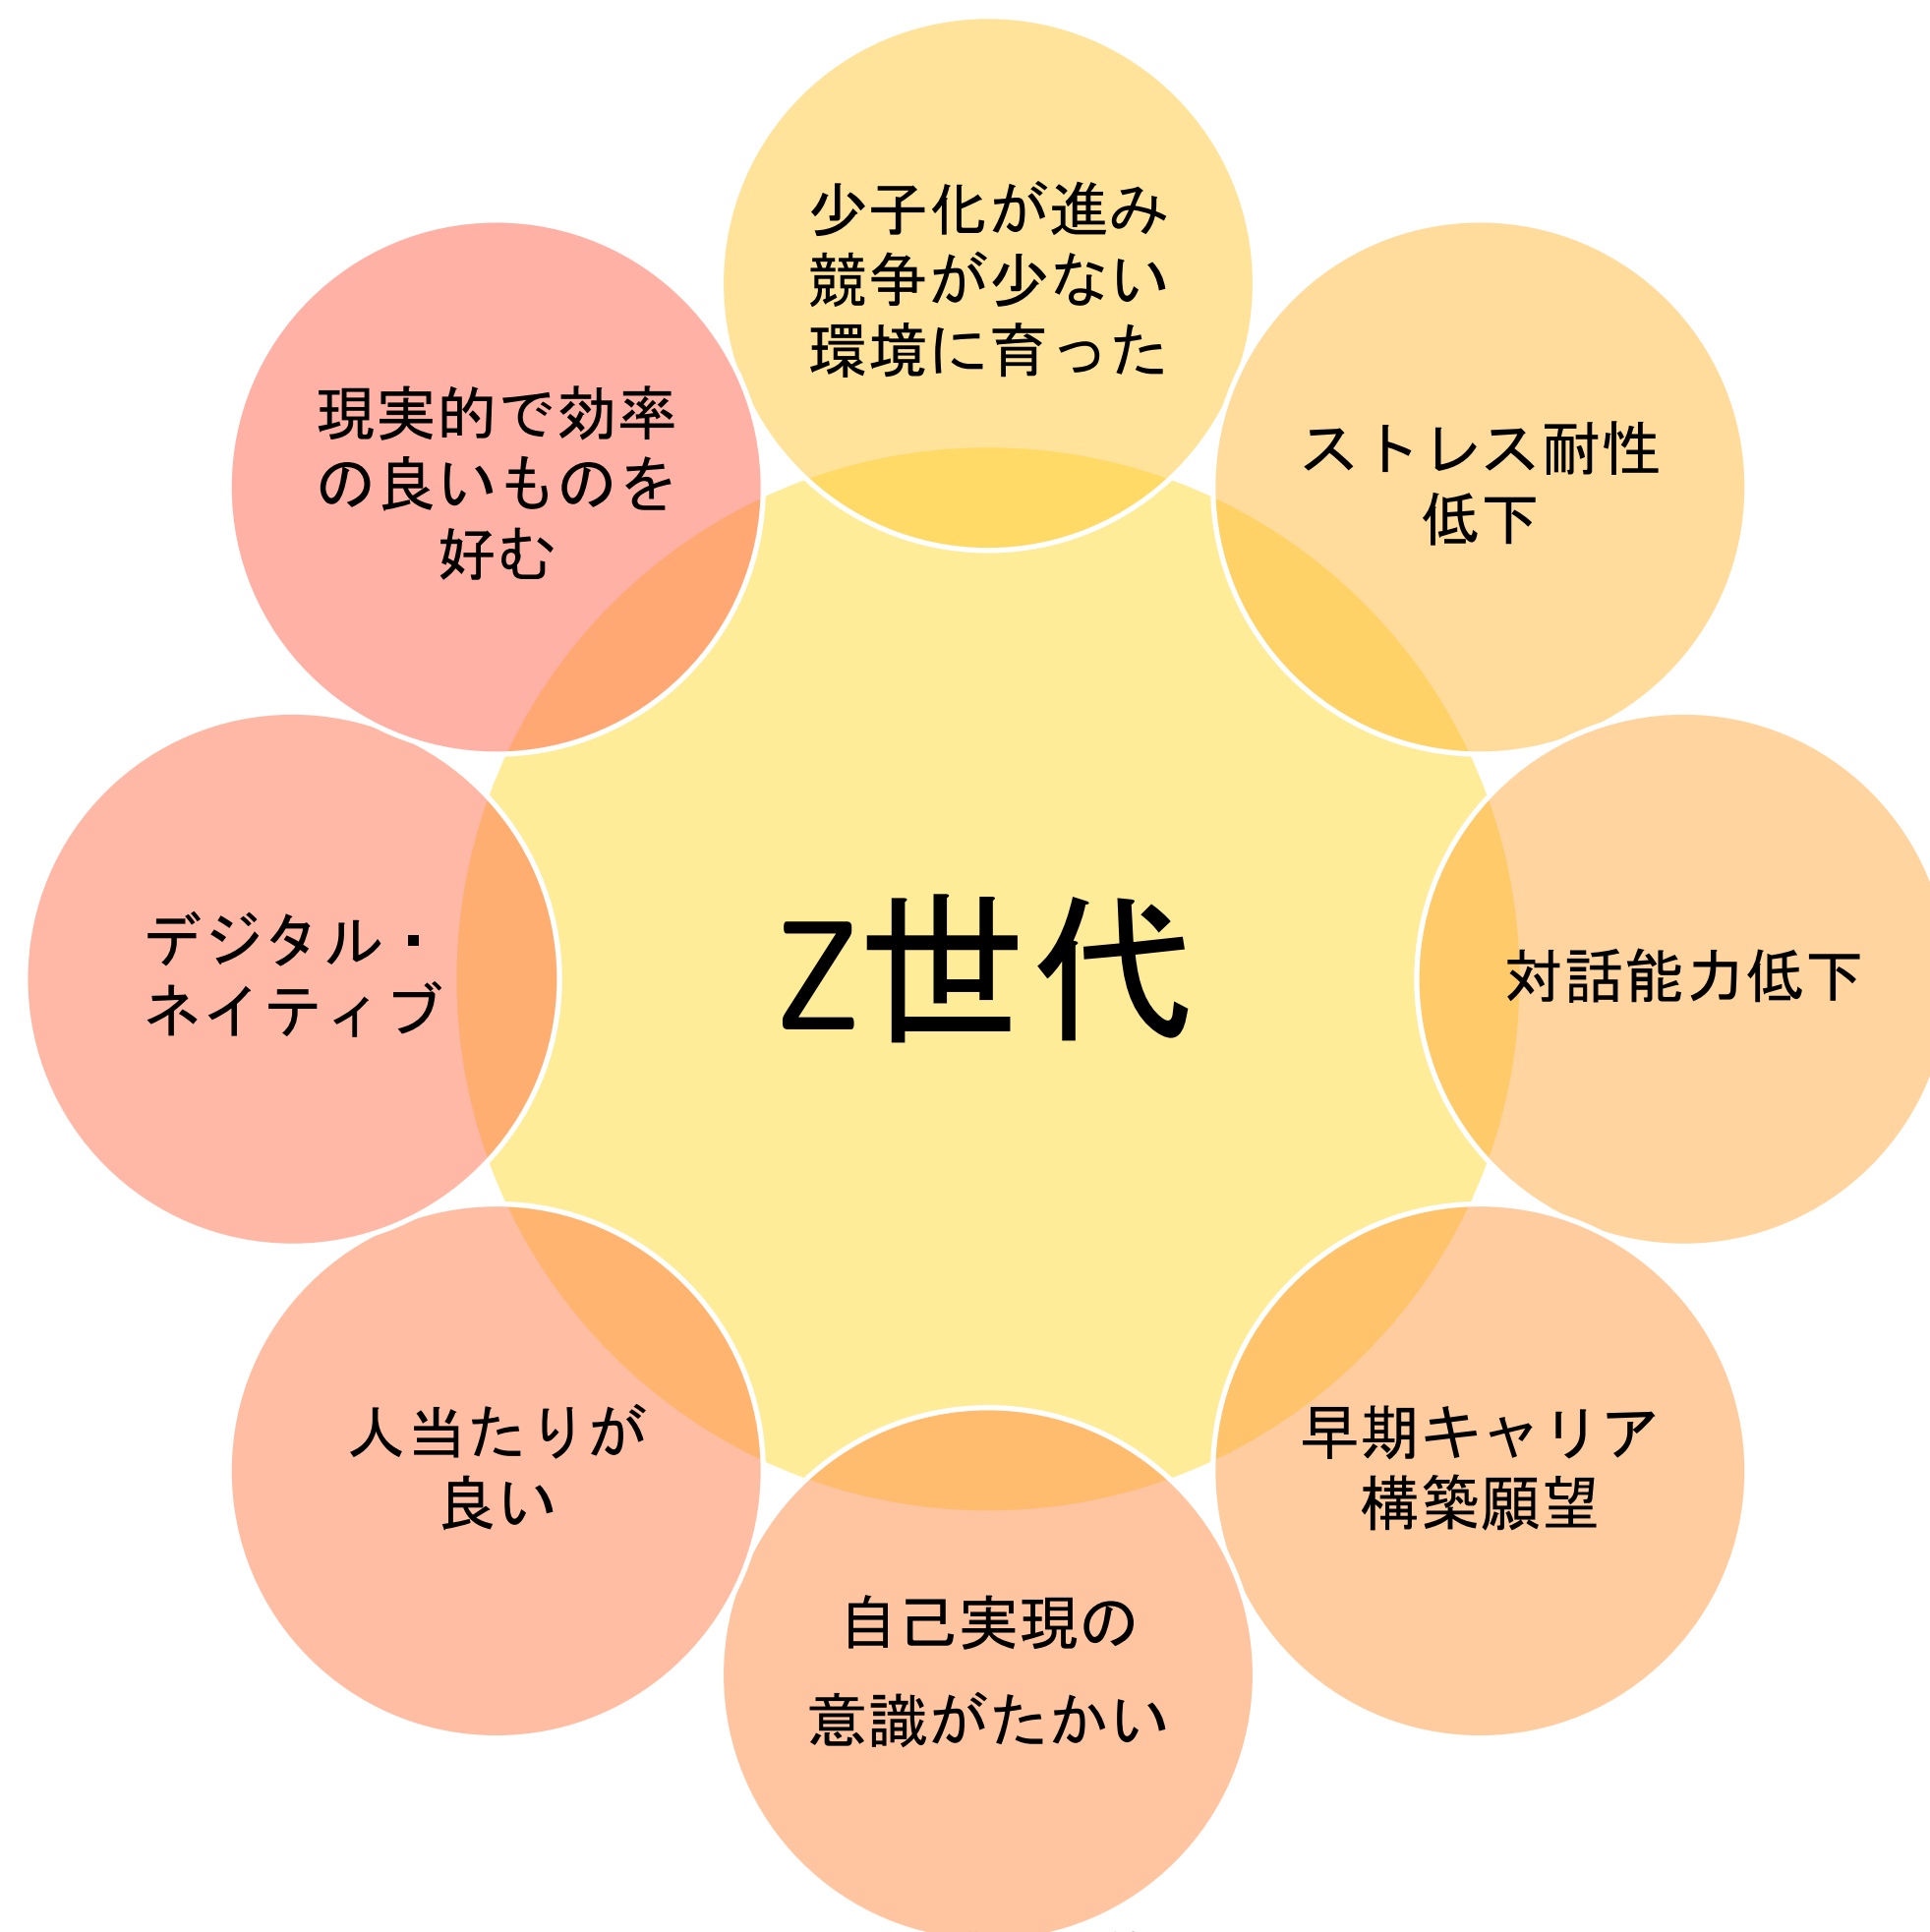 少子化が進み
競争が少ない
環境に育った
ストレス耐性
低下
対話能力低下
早期キャリア
構築願望
自己実現の
意識がたかい
人当たりが
良い
デジタル・
ネイティブ
現実的で効率
の良いものを
好む
Z世代